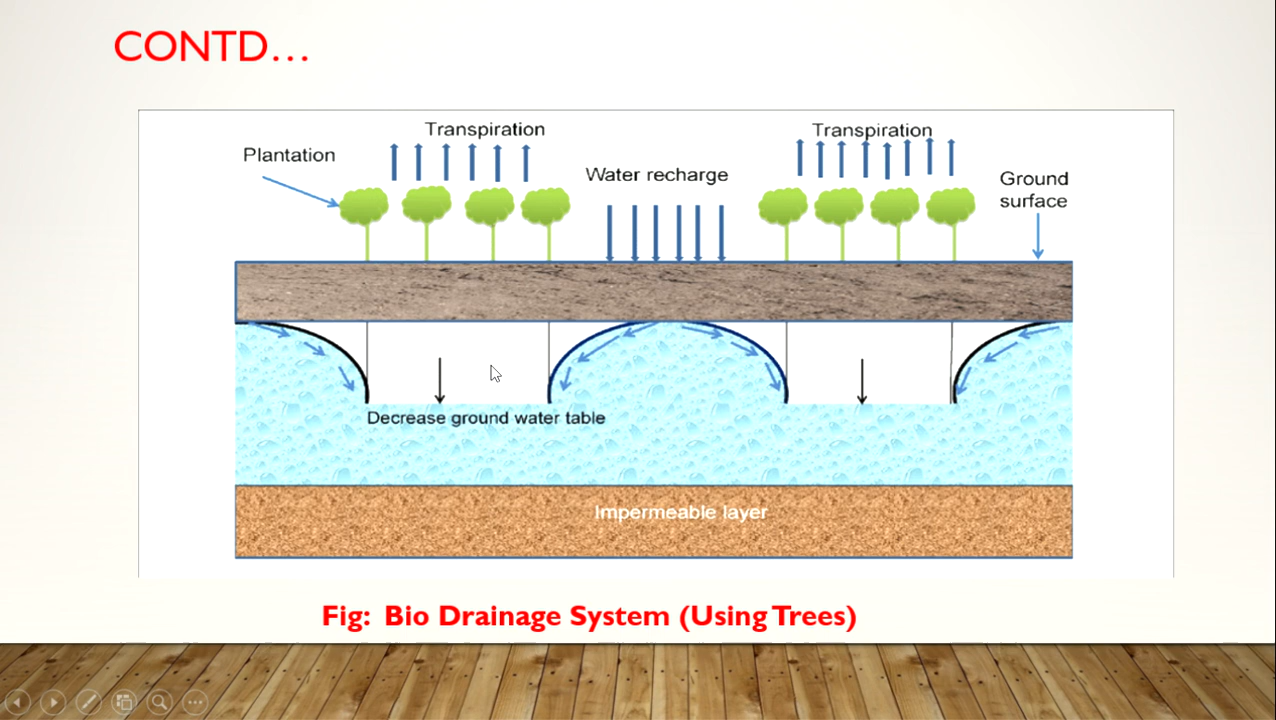 CONTD...
Transpiration
Transpiration
Plantation
Water recharge
Ground
surface
Decrease ground water table
Impermeable layer
Fig: Bio Drainage System (Using Trees)